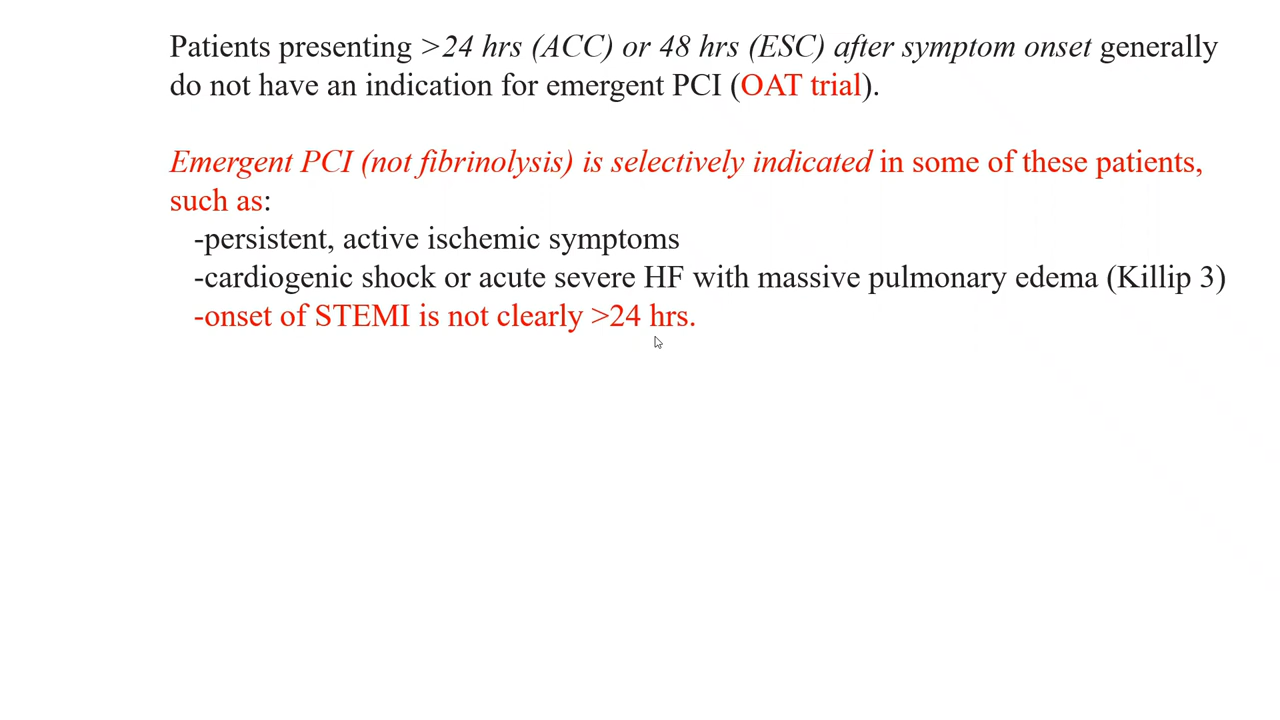 Patients presenting >24 hrs (ACC) or 48 hrs (ESC) after symptom onset generally
do not have an indication for emergent PCI (OAT trial).
Emergent PCI (not fibrinolysis) is selectively indicated in some of these patients,
such as:
-persistent, active ischemic symptoms
-cardiogenic shock or acute severe HF with massive pulmonary edema (Killip 3)
-onset of STEMI is not clearly >24 hrs.